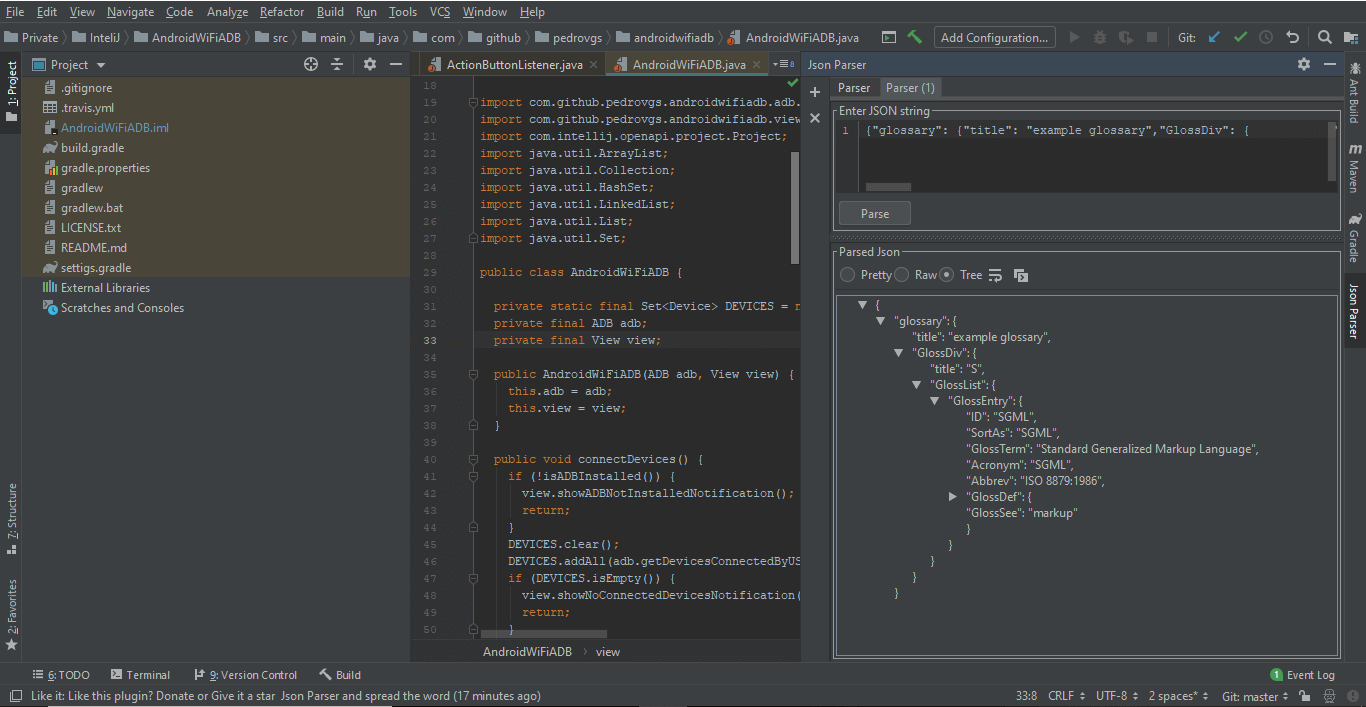 File Edit View Navigate Code Analyze Refactor Build Run Tools VCS Window Help
Private InteliJ AndroidWiFiADB src main java com github pedrovgs androidwifiadb AndroidWiFiADB.java Add Configuration... Git:
1: Project
Project
.gitignore
.travis.yml
AndroidWiFiADB.iml
build.gradle
gradle.properties
gradlew
gradlew.bat
LICENSE.txt
README.md
settigs.gradle
External Libraries
Scratches and Consoles
7: Structure
2: Favorites
ActionButtonListener.java AndroidWiFiADB.java 8
18
19 import com.github.pedrovgs.androidwifiadb.adb.
20 import com.github.pedrovgs.androidwifiadb.view
21 import com.intellij.openapi.project.Project;
22 import java.util.ArrayList;
23 import java.util.Collection;
24 import java.util.HashSet;
25 import java.util.LinkedList;
26 import java.util.List;
27 import java.util.Set;
28
29 public class AndroidWiFiADB {
30
31 private static final Set<Device> DEVICES = n
32 private final ADB adb;
33 private final View view;
34
35 public AndroidWiFiADB(ADB adb, View view) {
36 this.adb = adb;
37 this.view = view;
38 }
39
40 public void connectDevices() {
41 if (!isADBInstalled()) {
42 view.showADBNotInstalledNotification();
43 return;
44 }
45 DEVICES.clear();
46 DEVICES.addAll(adb.getDevicesConnectedByUS
47 if (DEVICES.isEmpty()) {
48 view.showNoConnectedDevicesNotification(
49 return;
50 }
AndroidWiFiADB view
Json Parser
Parser Parser (1)
Enter JSON string
1 {"glossary": {"title": "example glossary","GlossDiv": { "
Parse
Parsed Json
Pretty Raw Tree
{
"glossary": {
"title": "example glossary",
"GlossDiv": {
"title": "S",
"GlossList": {
"GlossEntry": {
"ID": "SGML",
"SortAs": "SGML",
"GlossTerm": "Standard Generalized Markup Language",
"Acronym": "SGML",
"Abbrev": "ISO 8879:1986",
"GlossDef": {
"GlossSee": "markup"
}
}
}
}
}
Ant Build
m Maven
Gradle
Json Parser
6: TODO Terminal 9: Version Control Build 1 Event Log
Like it: Like this plugin? Donate or Give it a star Json Parser and spread the word (17 minutes ago) 33:8 CRLF UTF-8 2 spaces* Git: master